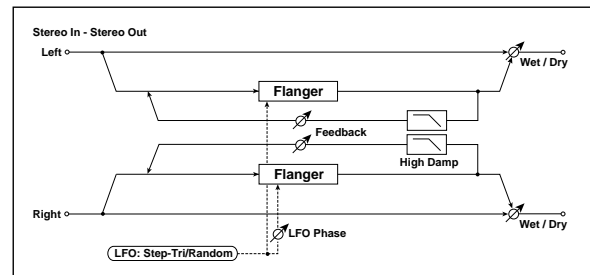 Stereo In - Stereo Out
Left
Wet / Dry
Flanger
Feedback
High Damp
Flanger
Right
Wet / Dry
LFO Phase
LFO: Step-Tri/Random